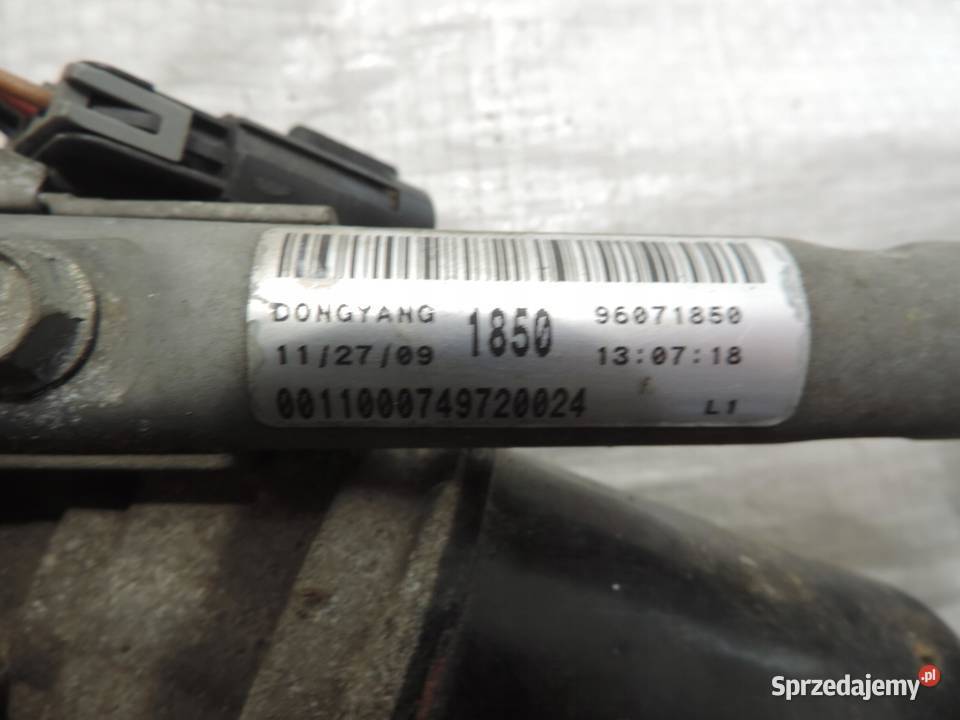 DONGYANG 1850 96071850
11/27/09 13:07:18
0011000749720024 L1
Sprzedajemy.pl